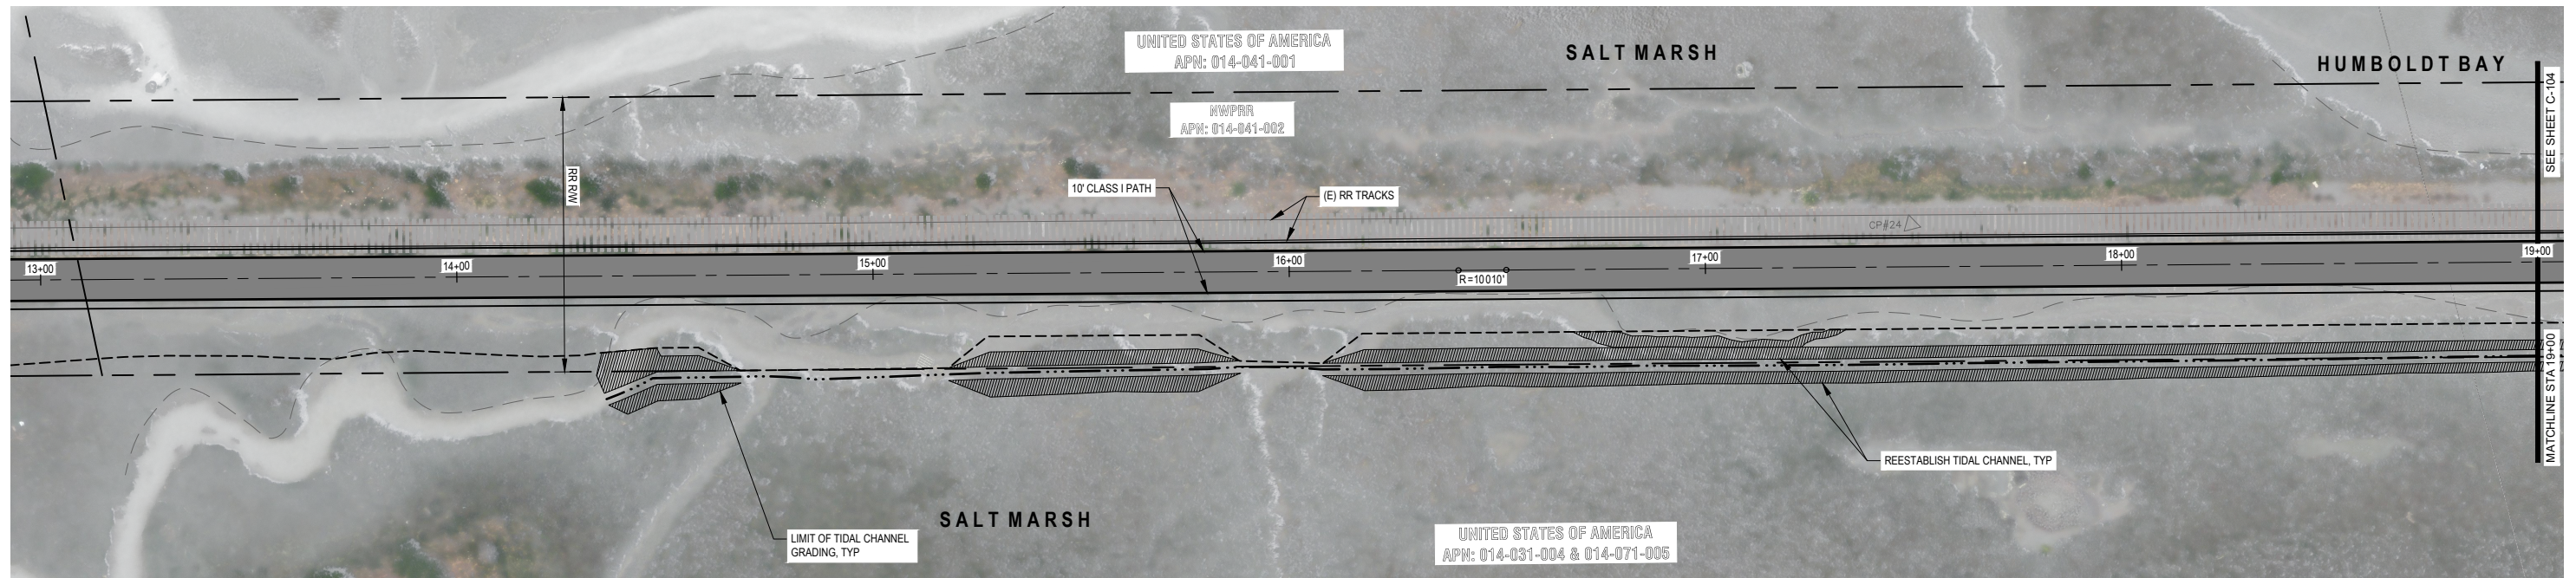 UNITED STATES OF AMERICA
APN: 014-041-001
SALT MARSH
HUMBOLDT BAY
SEE SHEET C-104
NWPRR
APN: 014-041-002
RR R/W
10' CLASS I PATH
(E) RR TRACKS
CP#24
13+00
14+00
15+00
16+00
17+00
18+00
19+00
R=10010'
MATCHLINE STA 19+00
REESTABLISH TIDAL CHANNEL, TYP
SALT MARSH
LIMIT OF TIDAL CHANNEL
GRADING, TYP
UNITED STATES OF AMERICA
APN: 014-031-004 & 014-071-005